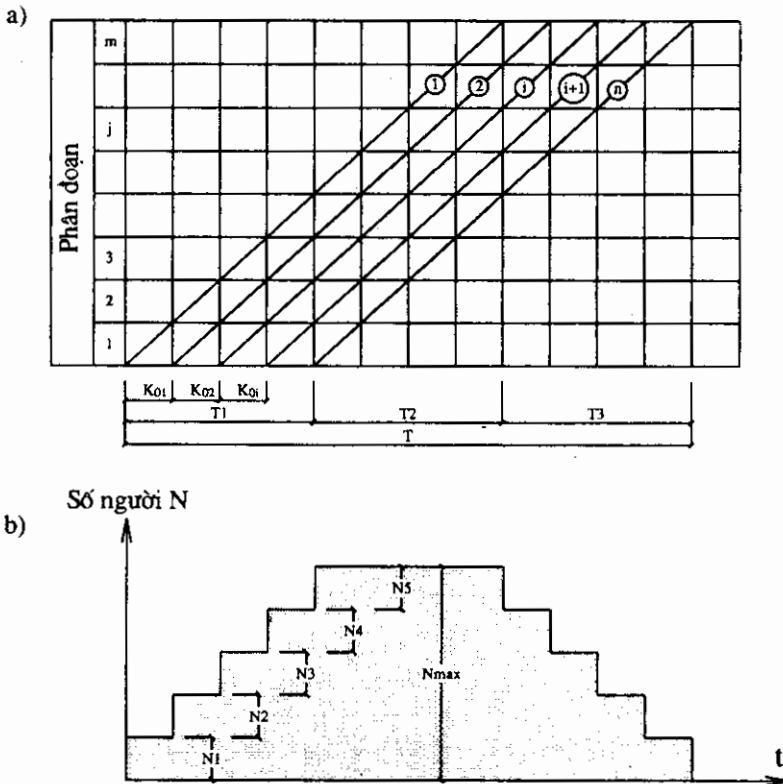 a)
m
j
3
2
1
Phân đoạn
1 2 i i+1 n
K01 K02 K0i
T1 T2 T3
T
Số người N
b)
N5
N4
N3
Nmax
N2
N1
t